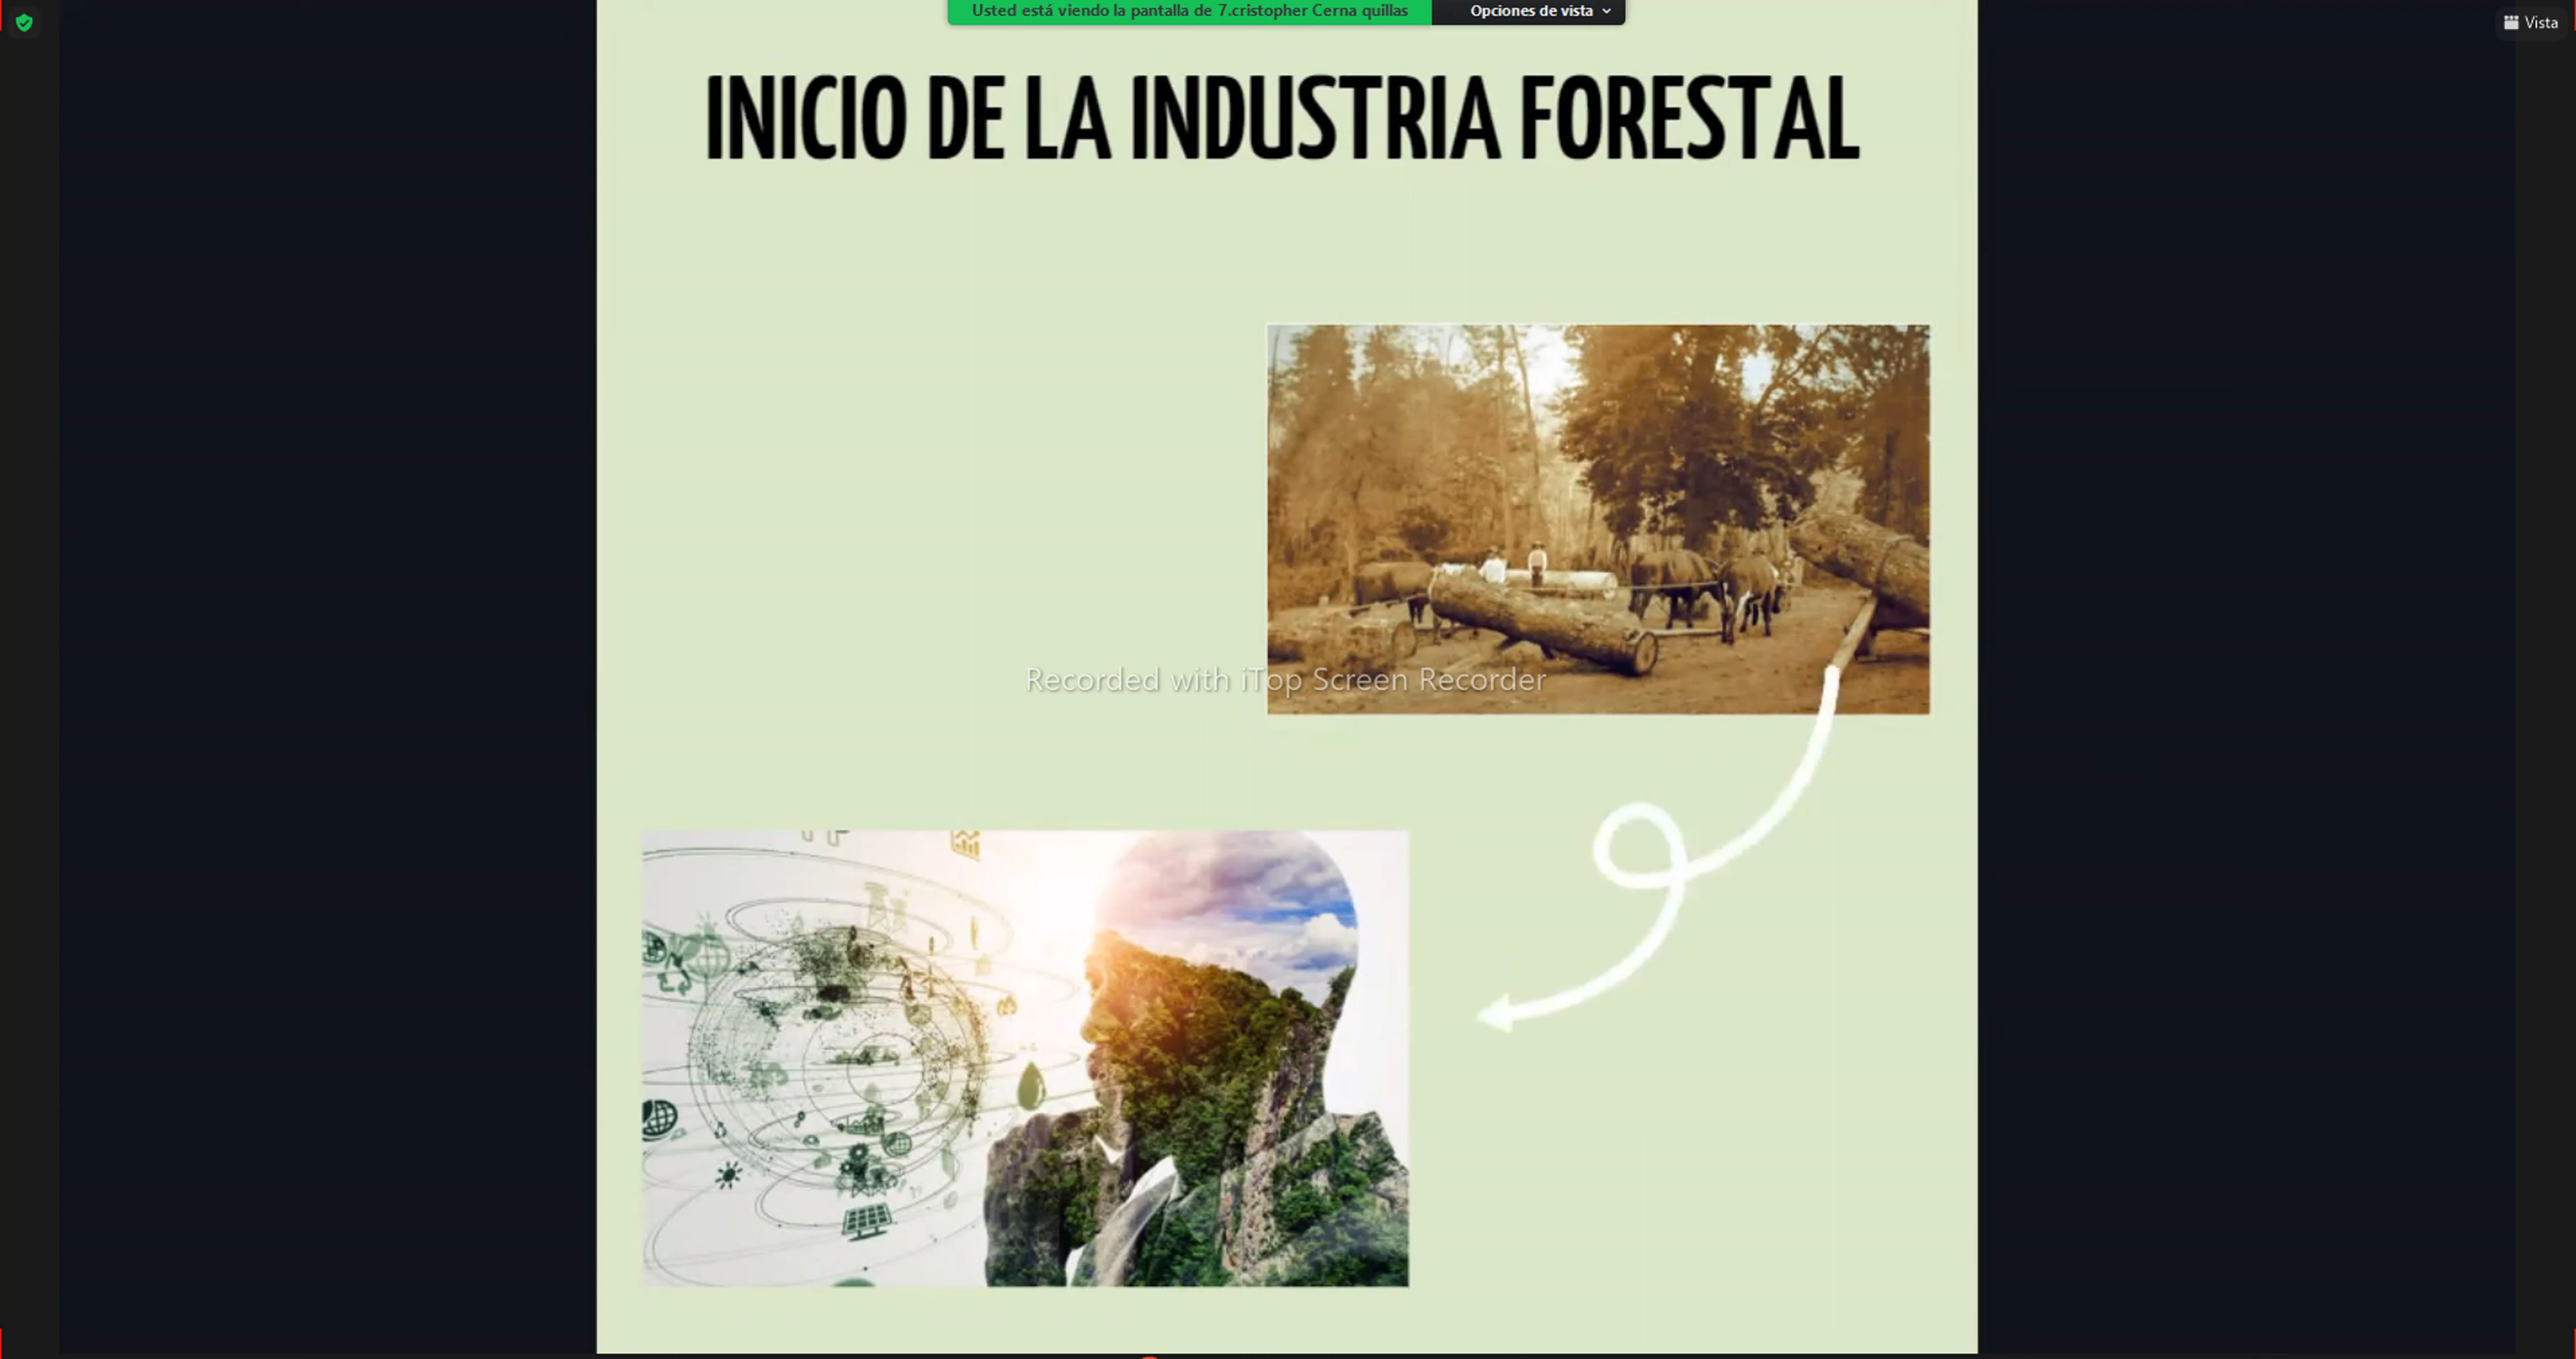 Usted está viendo la pantalla de 7.cristopher Cerna quillas
Opciones de vista
Vista
INICIO DE LA INDUSTRIA FORESTAL
Recorded with iTop Screen Recorder